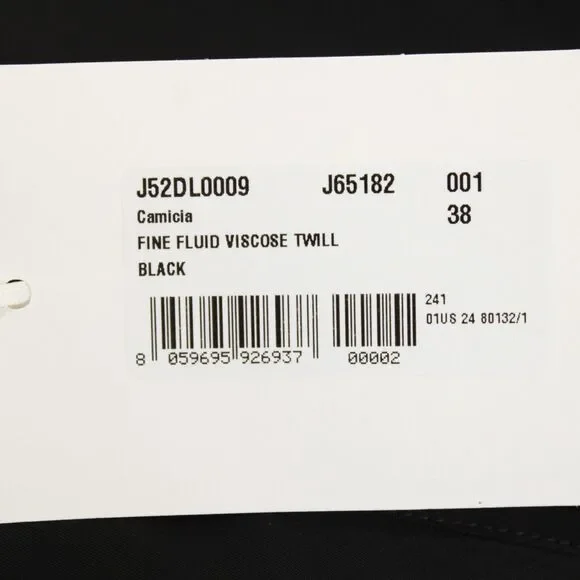 J52DL0009 J65182 001
Camicia 38
FINE FLUID VISCOSE TWILL
BLACK
241
01US 24 80132/1
8 059695 926937 00002